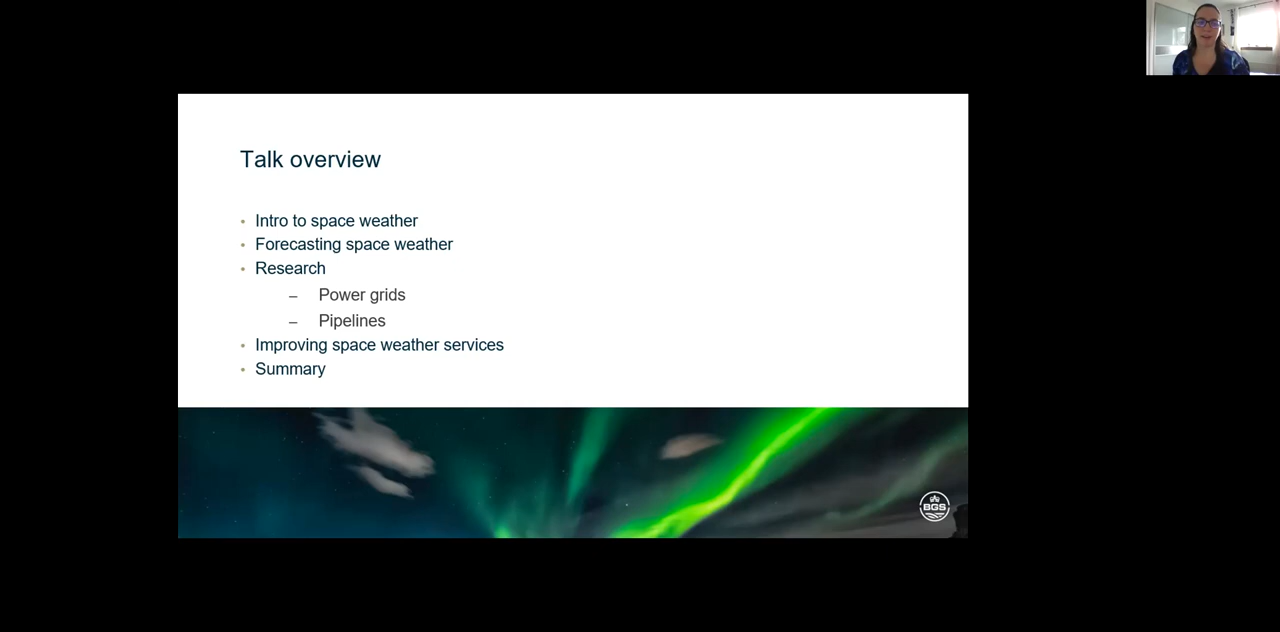 Talk overview
• Intro to space weather
• Forecasting space weather
• Research
– Power grids
– Pipelines
• Improving space weather services
• Summary
BGS